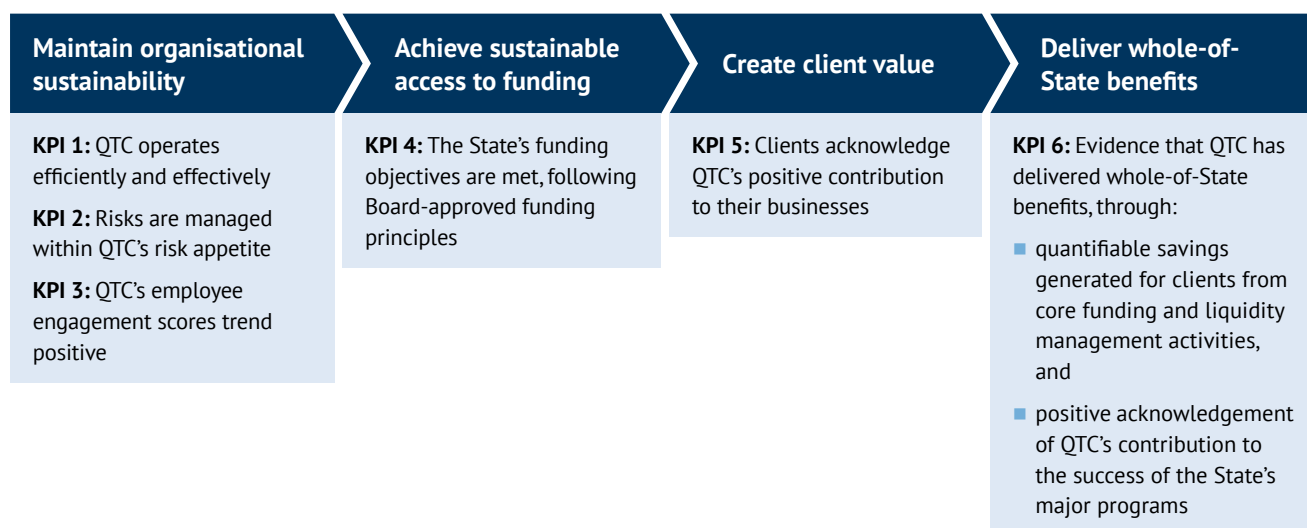 Maintain organisational
sustainability
KPI 1: QTC operates
efficiently and effectively
KPI 2: Risks are managed
within QTC's risk appetite
KPI 3: QTC's employee
engagement scores trend
positive
Achieve sustainable
access to funding
KPI 4: The State's funding
objectives are met, following
Board-approved funding
principles
Create client value
KPI 5: Clients acknowledge
QTC's positive contribution
to their businesses
Deliver whole-of-
State benefits
KPI 6: Evidence that QTC has
delivered whole-of-State
benefits, through:
quantifiable savings
generated for clients from
core funding and liquidity
management activities,
and
positive acknowledgement
of QTC's contribution to
the success of the State's
major programs